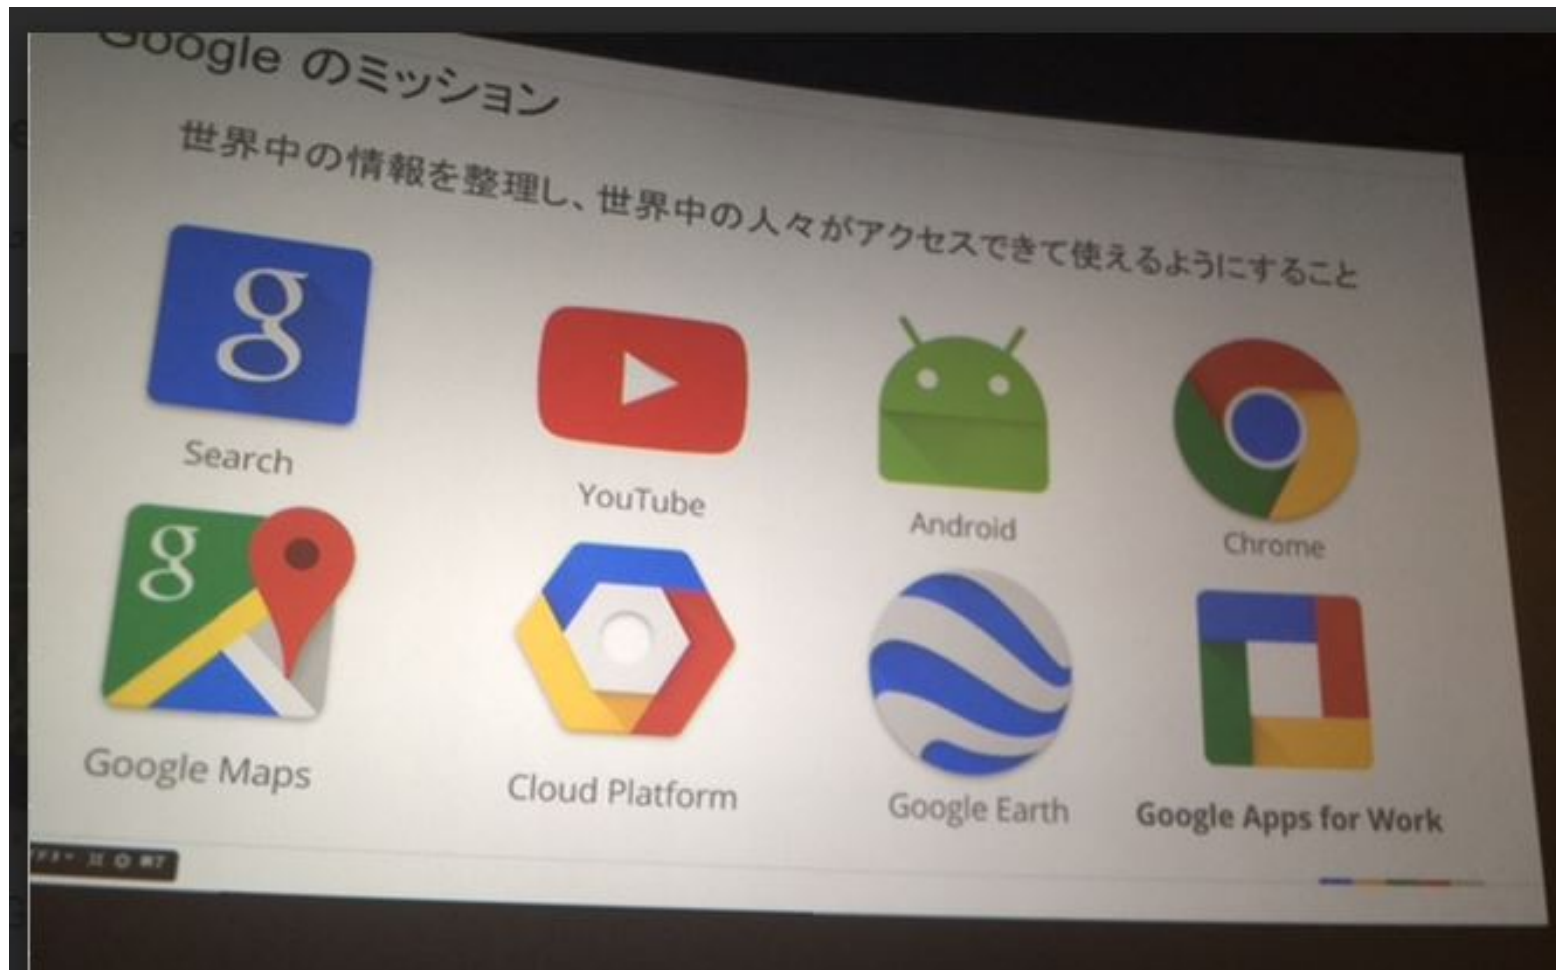 Google のミッション
世界中の情報を整理し、世界中の人々がアクセスできて使えるようにすること
g
Search
YouTube
Android
Chrome
g
Google Maps
Cloud Platform
Google Earth
Google Apps for Work